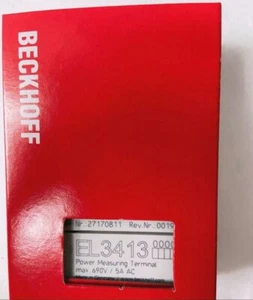 BECKHOFF
Nr.:27170811 Rev.Nr.:0019
EL3413
Power Measuring Terminal
max. 690V / 5A AC